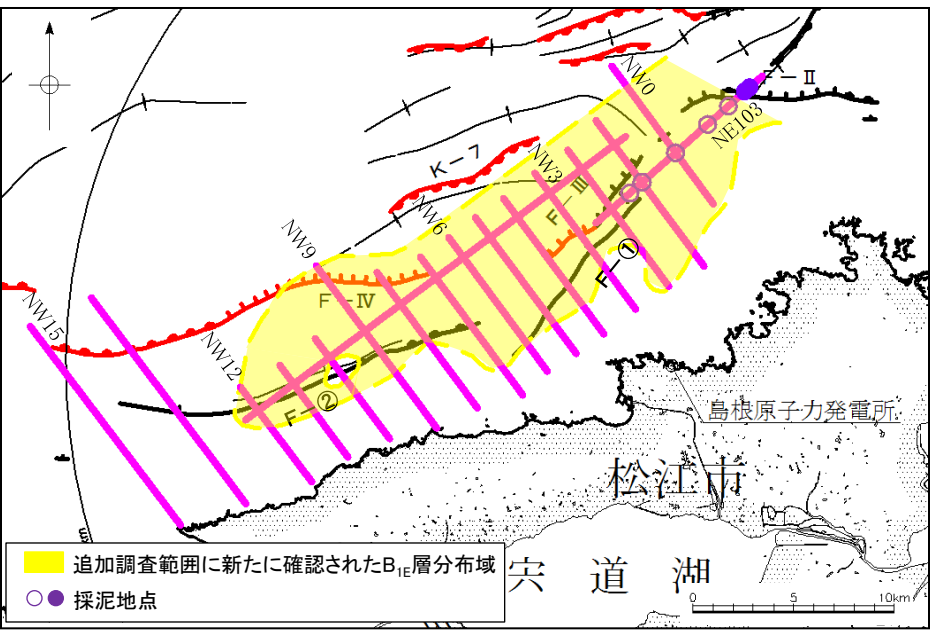 NW0
F-Ⅱ
NE103
K-7
NW3
F-Ⅲ
NW6
NW9
F-①
F-Ⅳ
NW15
NW12
F-②
島根原子力発電所
松江市
宍道湖
追加調査範囲に新たに確認されたB1E層分布域
採泥地点
0 5 10km